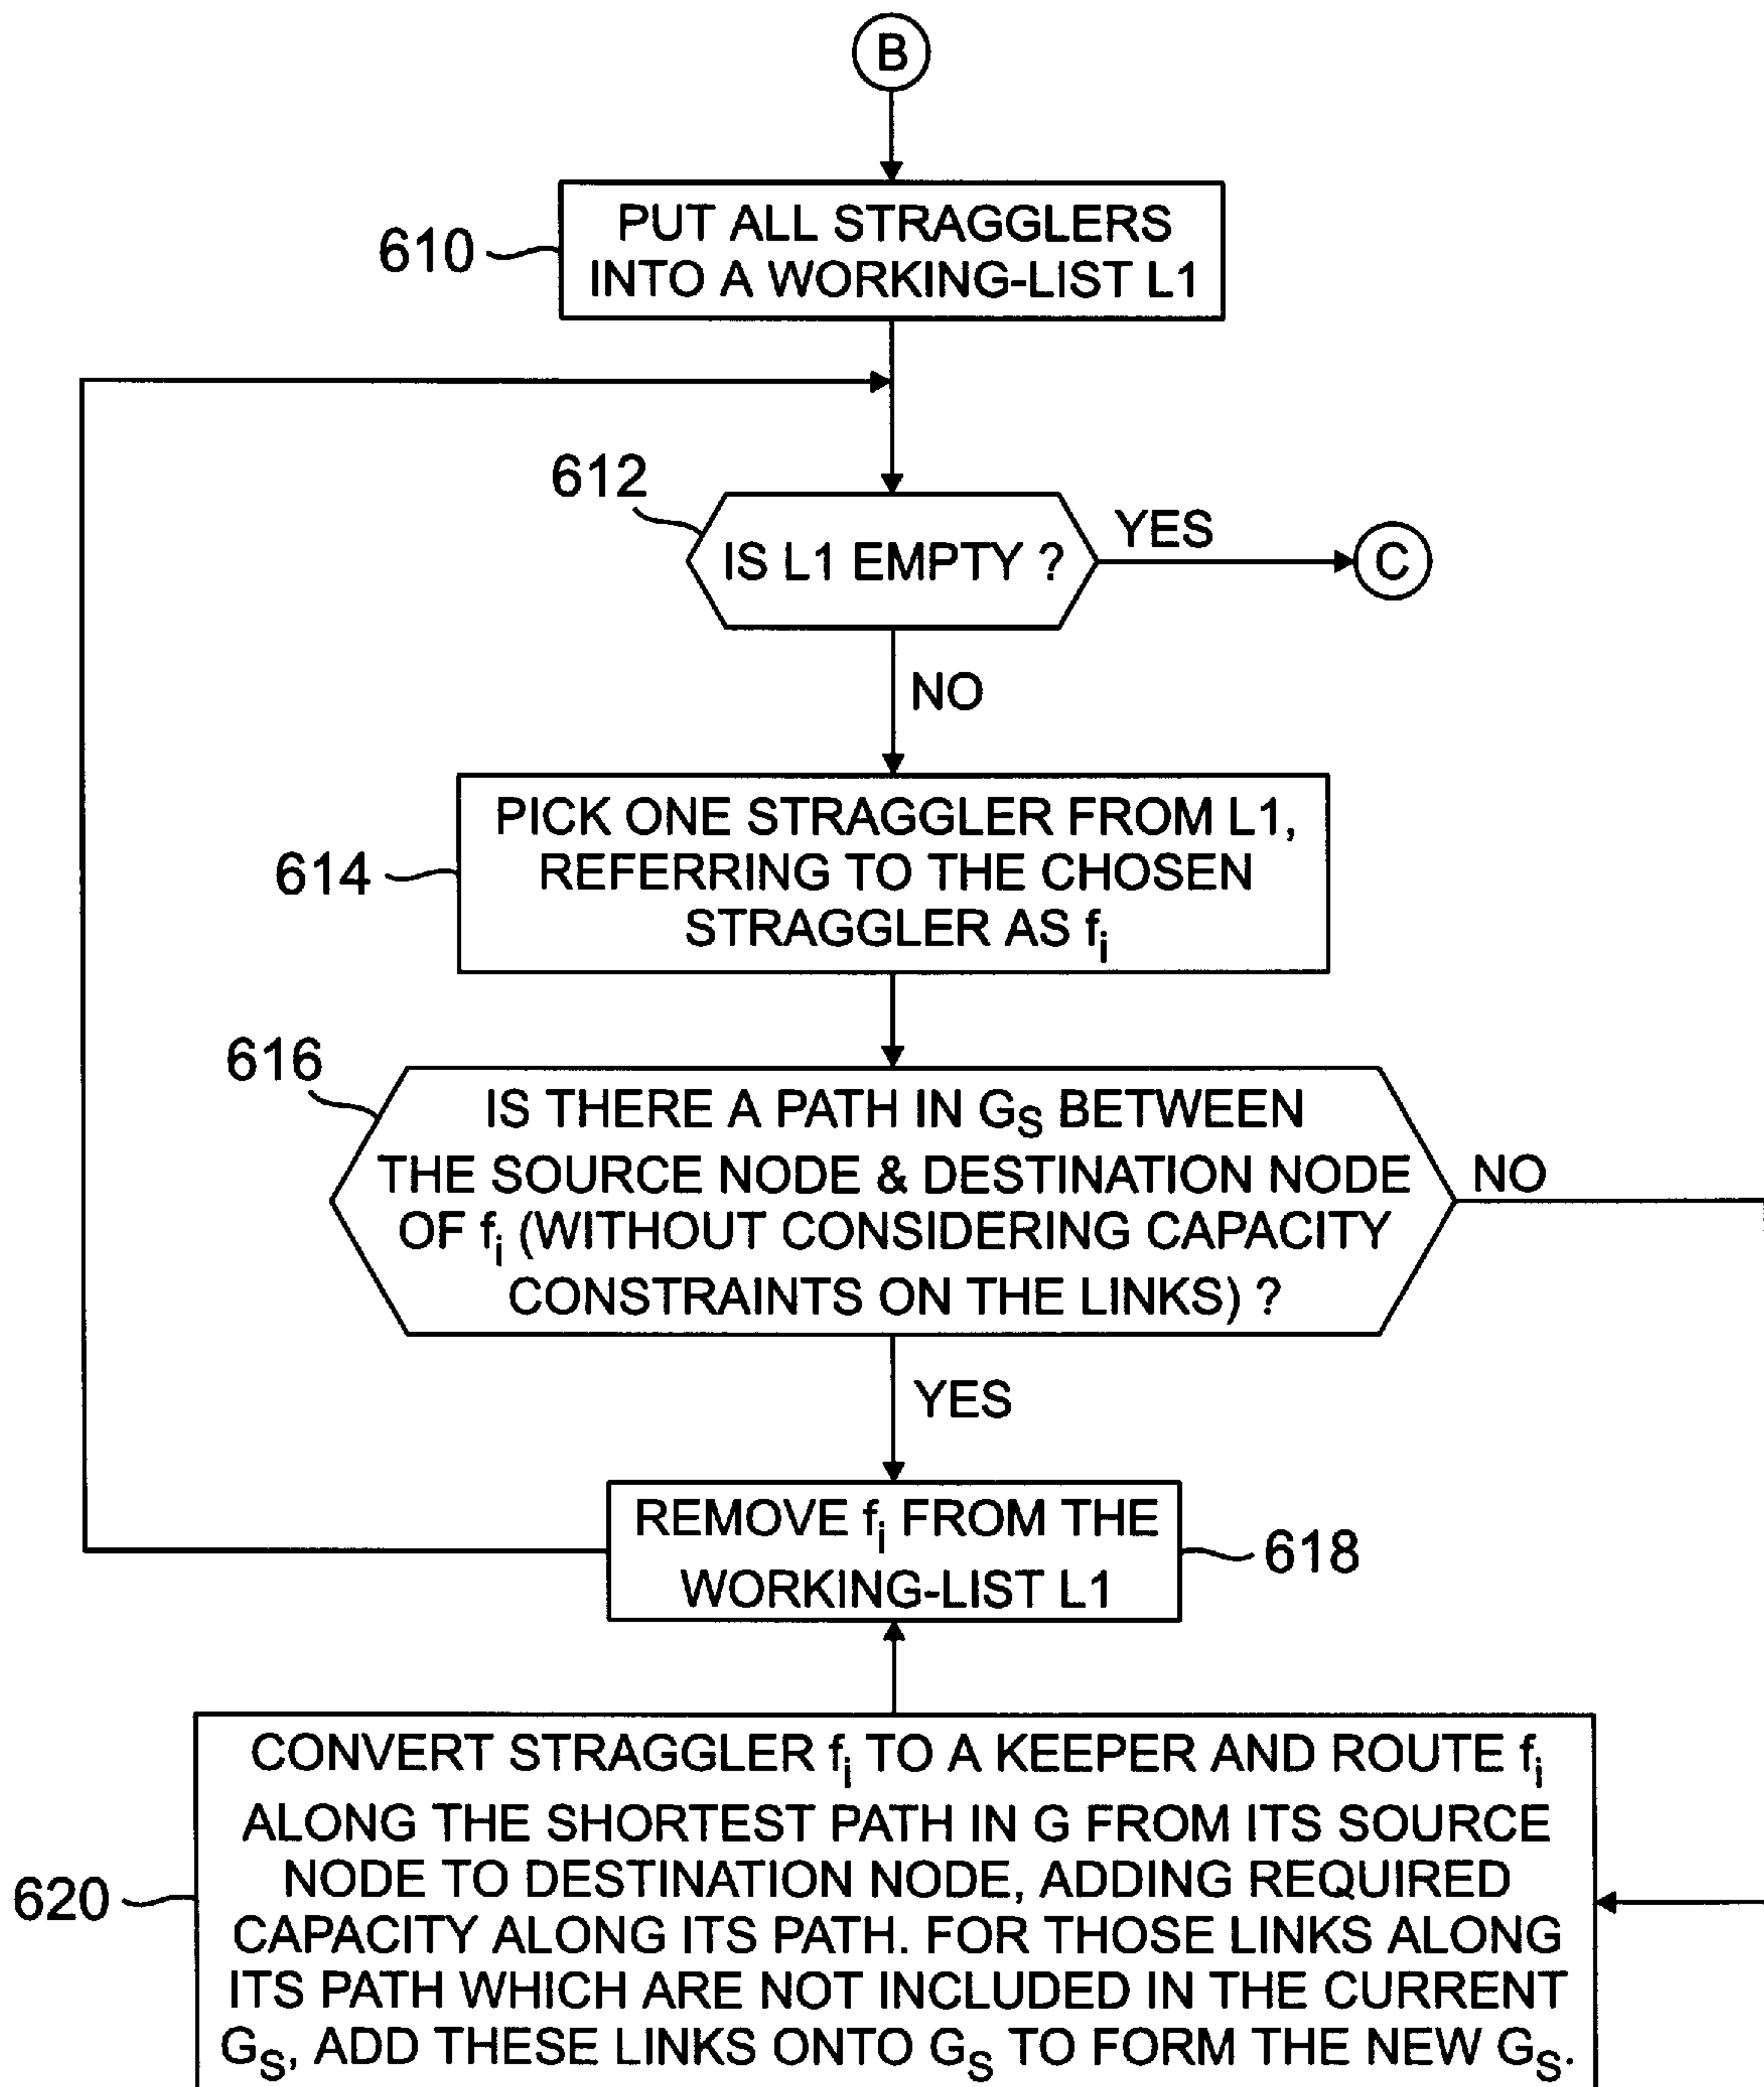 B
610
PUT ALL STRAGGLERS
INTO A WORKING-LIST L1
612
IS L1 EMPTY ?
YES
C
NO
614
PICK ONE STRAGGLER FROM L1,
REFERRING TO THE CHOSEN
STRAGGLER AS fi
616
IS THERE A PATH IN GS BETWEEN
THE SOURCE NODE & DESTINATION NODE
OF fi (WITHOUT CONSIDERING CAPACITY
CONSTRAINTS ON THE LINKS) ?
NO
YES
REMOVE fi FROM THE
WORKING-LIST L1
618
620
CONVERT STRAGGLER fi TO A KEEPER AND ROUTE fi
ALONG THE SHORTEST PATH IN G FROM ITS SOURCE
NODE TO DESTINATION NODE, ADDING REQUIRED
CAPACITY ALONG ITS PATH. FOR THOSE LINKS ALONG
ITS PATH WHICH ARE NOT INCLUDED IN THE CURRENT
GS, ADD THESE LINKS ONTO GS TO FORM THE NEW GS.